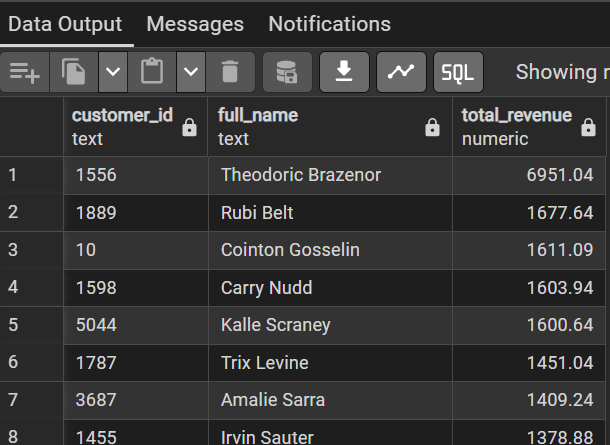 Data Output Messages Notifications
SQL Showing r
customer_id full_name total_revenue
text text numeric
1 1556 Theodoric Brazenor 6951.04
2 1889 Rubi Belt 1677.64
3 10 Cointon Gosselin 1611.09
4 1598 Carry Nudd 1603.94
5 5044 Kalle Scraney 1600.64
6 1787 Trix Levine 1451.04
7 3687 Amalie Sarra 1409.24
8 1455 Irvin Sauter 1378.88